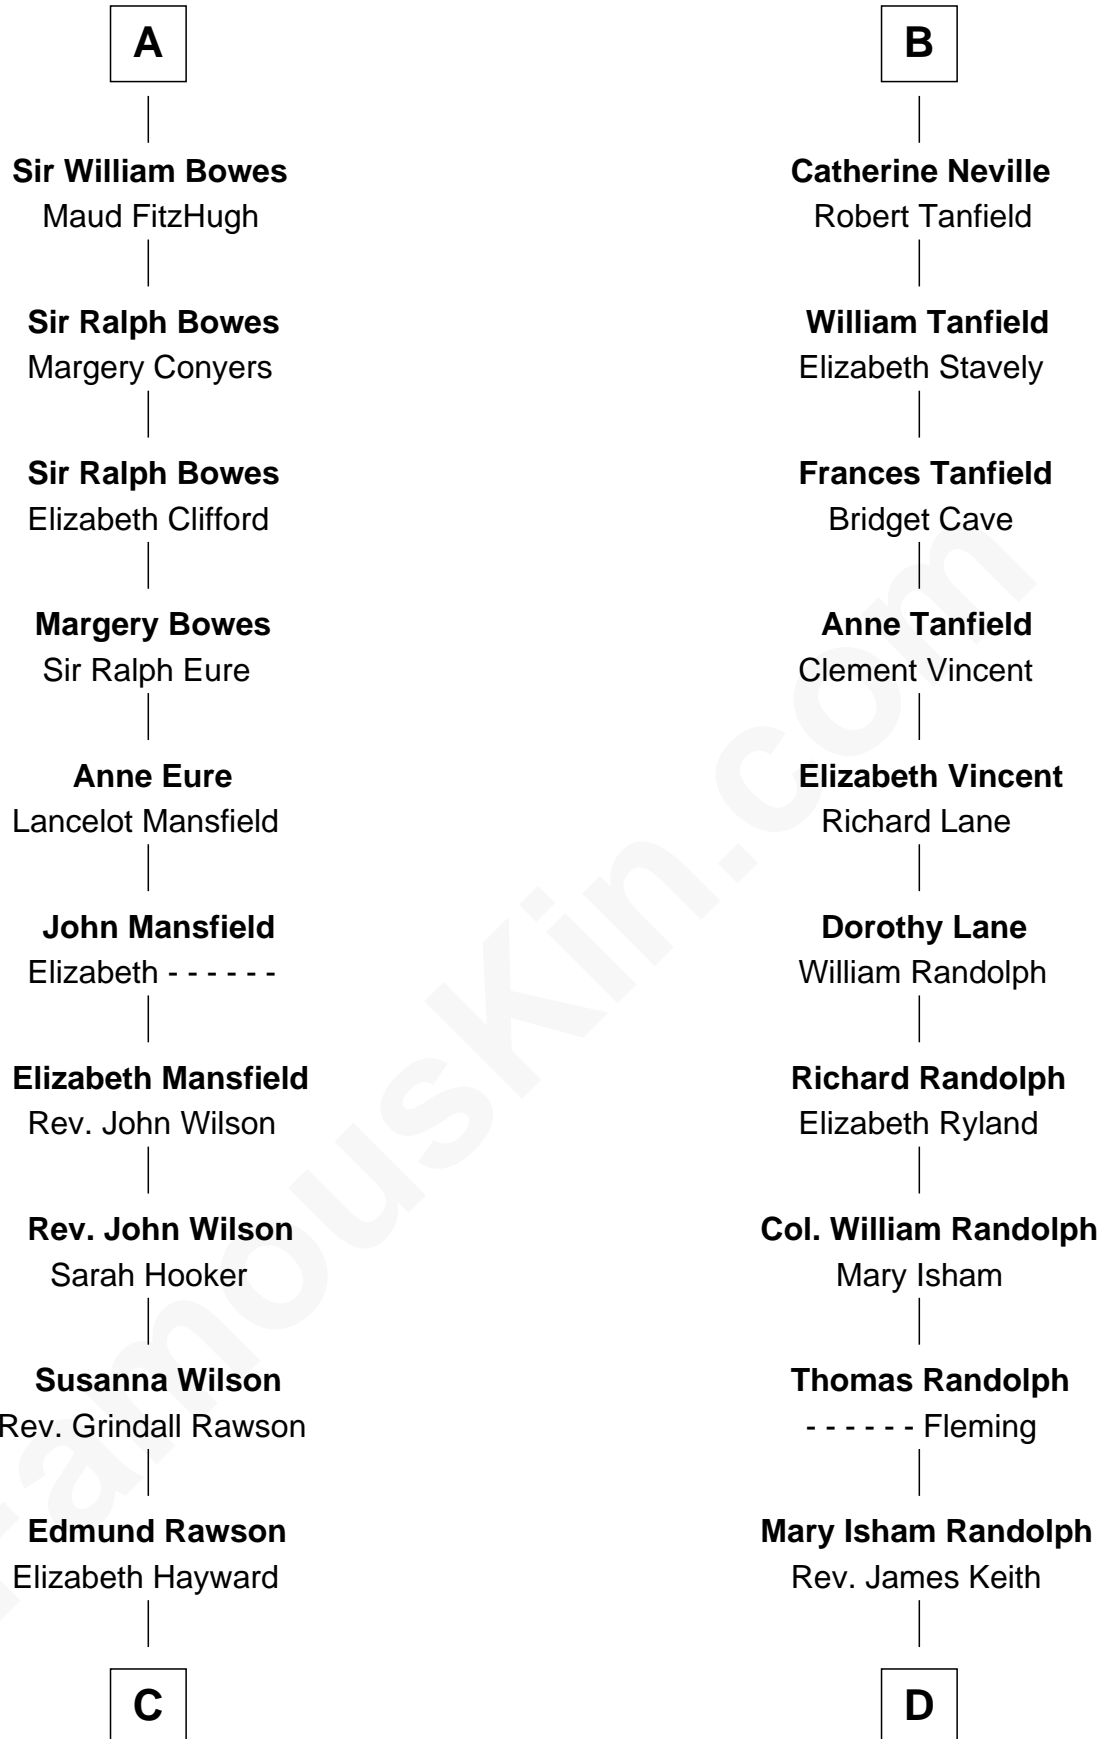 A
Sir William Bowes
Maud FitzHugh
Sir Ralph Bowes
Margery Conyers
Sir Ralph Bowes
Elizabeth Clifford
Margery Bowes
Sir Ralph Eure
Anne Eure
Lancelot Mansfield
John Mansfield
Elizabeth - - - - - -
Elizabeth Mansfield
Rev. John Wilson
Rev. John Wilson
Sarah Hooker
Susanna Wilson
Rev. Grindall Rawson
Edmund Rawson
Elizabeth Hayward
C
B
Catherine Neville
Robert Tanfield
William Tanfield
Elizabeth Stavely
Frances Tanfield
Bridget Cave
Anne Tanfield
Clement Vincent
Elizabeth Vincent
Richard Lane
Dorothy Lane
William Randolph
Richard Randolph
Elizabeth Ryland
Col. William Randolph
Mary Isham
Thomas Randolph
- - - - - - Fleming
Mary Isham Randolph
Rev. James Keith
D
FamousKin.com